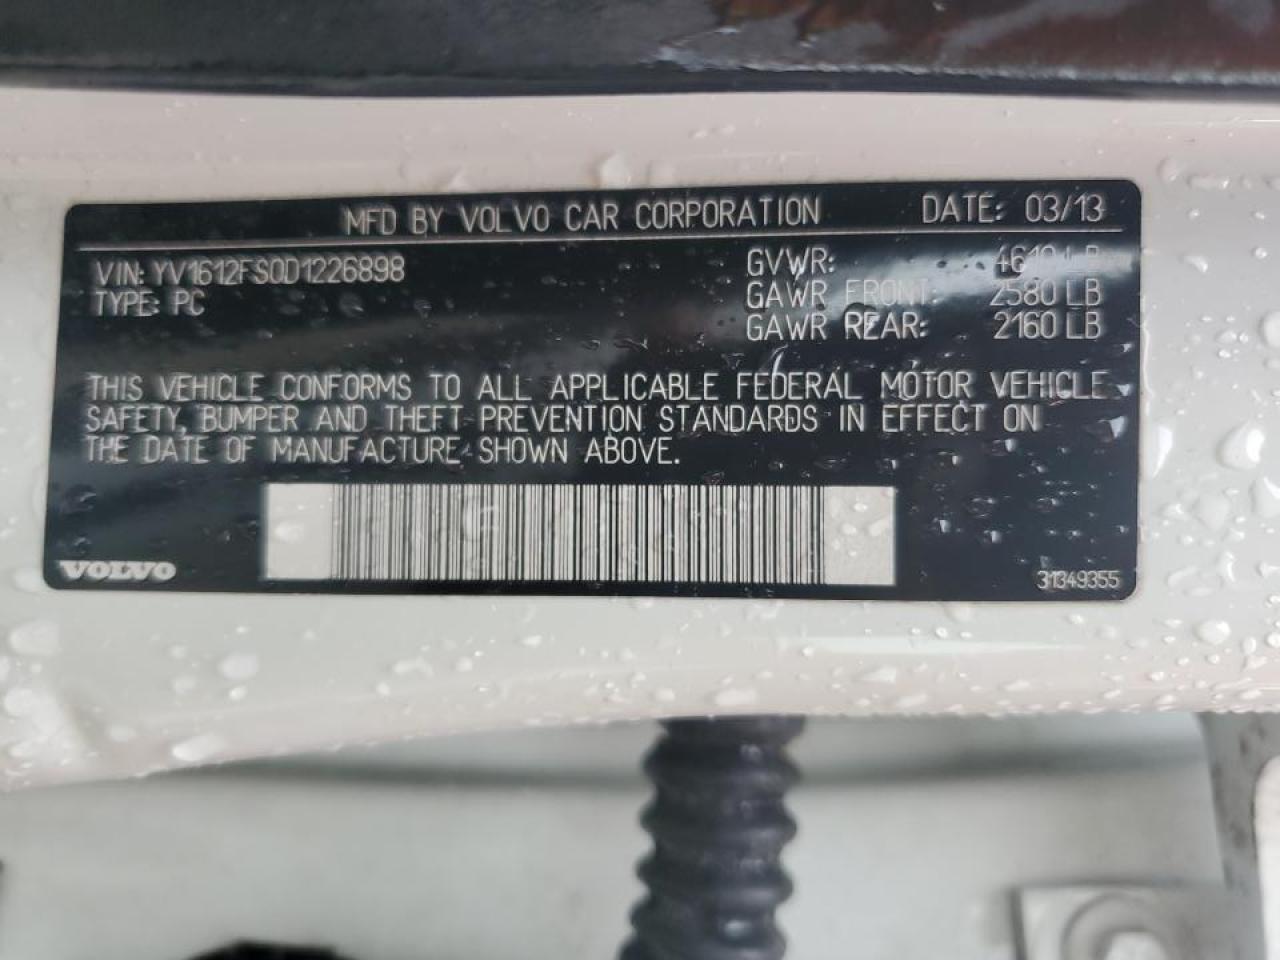 MFD BY VOLVO CAR CORPORATION DATE: 03/13
VIN: YV1612FS0D1226898
TYPE: PC
GVWR: 4610 LB
GAWR FRONT: 2580 LB
GAWR REAR: 2160 LB
THIS VEHICLE CONFORMS TO ALL APPLICABLE FEDERAL MOTOR VEHICLE
SAFETY, BUMPER AND THEFT PREVENTION STANDARDS IN EFFECT ON
THE DATE OF MANUFACTURE SHOWN ABOVE.
VOLVO
31349355